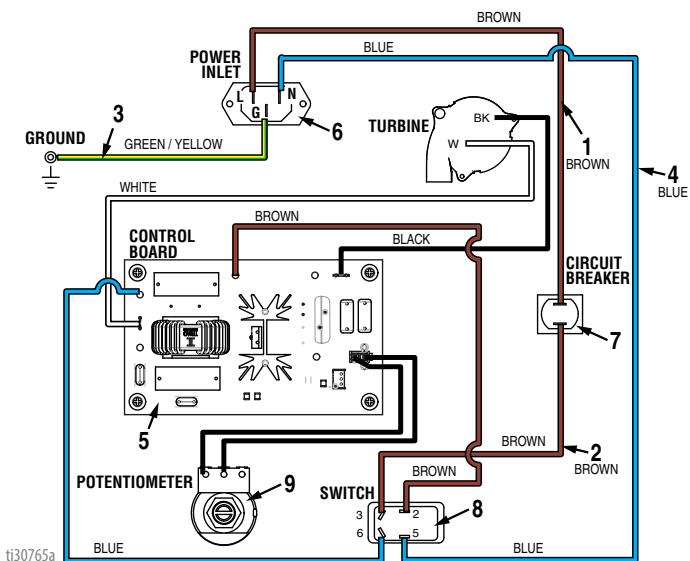 BROWN
BLUE
POWER
INLET
L
N
G
6
TURBINE
BK
W
1
BROWN
3
GROUND
GREEN / YELLOW
4
BLUE
WHITE
BROWN
CONTROL
BOARD
BLACK
CIRCUIT
BREAKER
7
5
BROWN
2
BROWN
POTENTIOMETER
9
BROWN
SWITCH
3
2
8
6
5
ti30765a
BLUE
BLUE